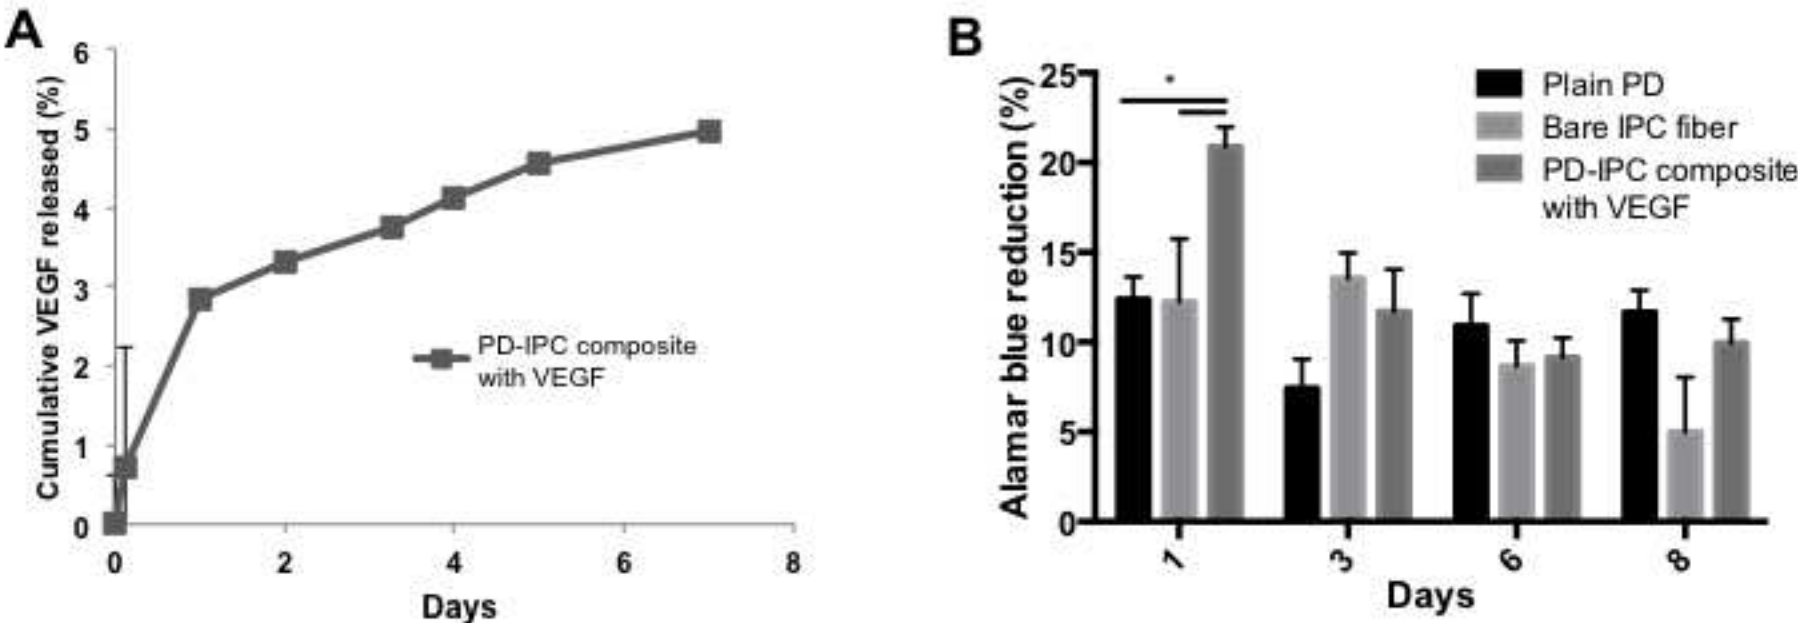 A
Cumulative VEGF released (%)
6
5
4
3
2
1
0
0 2 4 6 8
Days
PD-IPC composite
with VEGF
B
Alamar blue reduction (%)
25
20
15
10
5
0
*
1 3 6 8
Days
Plain PD
Bare IPC fiber
PD-IPC composite
with VEGF